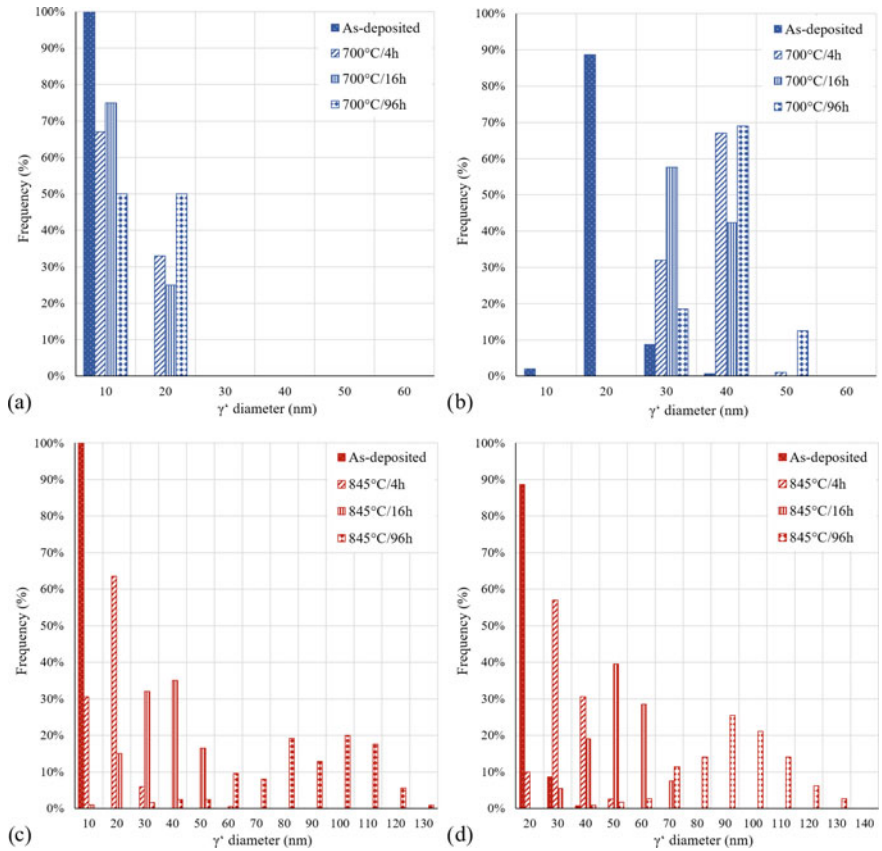 100%
90%
80%
70%
60%
50%
40%
30%
20%
10%
0%
Frequency (%)
As-deposited
700°C/4h
700°C/16h
700°C/96h
10 20 30 40 50 60
γ‘ diameter (nm)
(a)
100%
90%
80%
70%
60%
50%
40%
30%
20%
10%
0%
Frequency (%)
As-deposited
700°C/4h
700°C/16h
700°C/96h
10 20 30 40 50 60
γ‘ diameter (nm)
(b)
100%
90%
80%
70%
60%
50%
40%
30%
20%
10%
0%
Frequency (%)
As-deposited
845°C/4h
845°C/16h
845°C/96h
10 20 30 40 50 60 70 80 90 100 110 120 130
γ‘ diameter (nm)
(c)
100%
90%
80%
70%
60%
50%
40%
30%
20%
10%
0%
Frequency (%)
As-deposited
845°C/4h
845°C/16h
845°C/96h
20 30 40 50 60 70 80 90 100 110 120 130 140
γ‘ diameter (nm)
(d)